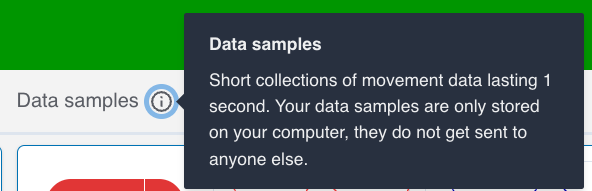 Data samples
Data samples
Short collections of movement data lasting 1
second. Your data samples are only stored
on your computer, they do not get sent to
anyone else.